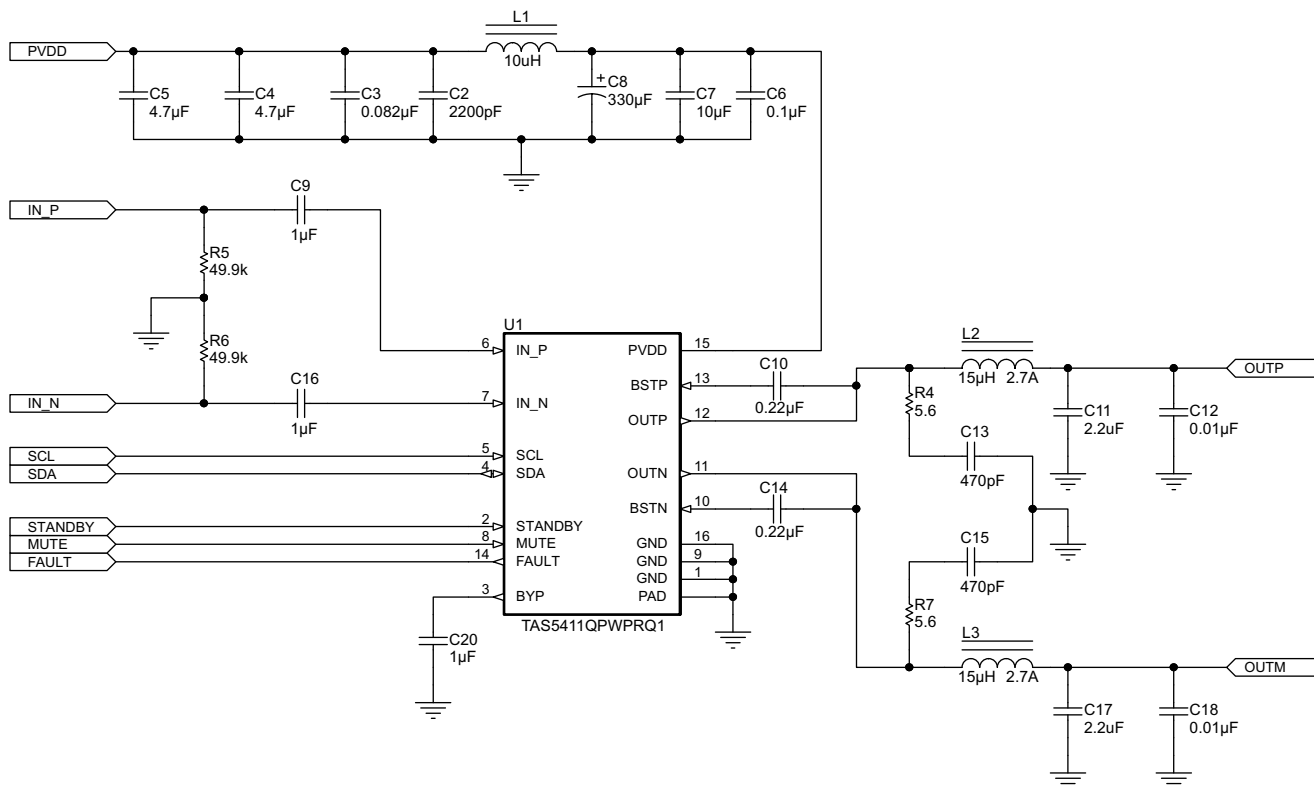 L1
10uH
PVDD
C5
4.7µF
C4
4.7µF
C3
0.082µF
C2
2200pF
+
C8
330µF
C7
10µF
C6
0.1µF
IN_P
C9
1µF
R5
49.9k
R6
49.9k
IN_N
C16
1µF
SCL
SDA
STANDBY
MUTE
FAULT
U1
6 IN_P
7 IN_N
5 SCL
4 SDA
2 STANDBY
8 MUTE
14 FAULT
3 BYP
PVDD 15
BSTP 13
OUTP 12
OUTN 11
BSTN 10
GND 16
GND 9
GND 1
PAD
TAS5411QPWPRQ1
C20
1µF
C10
0.22µF
C14
0.22µF
L2
15µH 2.7A
OUTP
R4
5.6
C11
2.2uF
C12
0.01µF
C13
470pF
C15
470pF
R7
5.6
L3
15µH 2.7A
OUTM
C17
2.2uF
C18
0.01µF